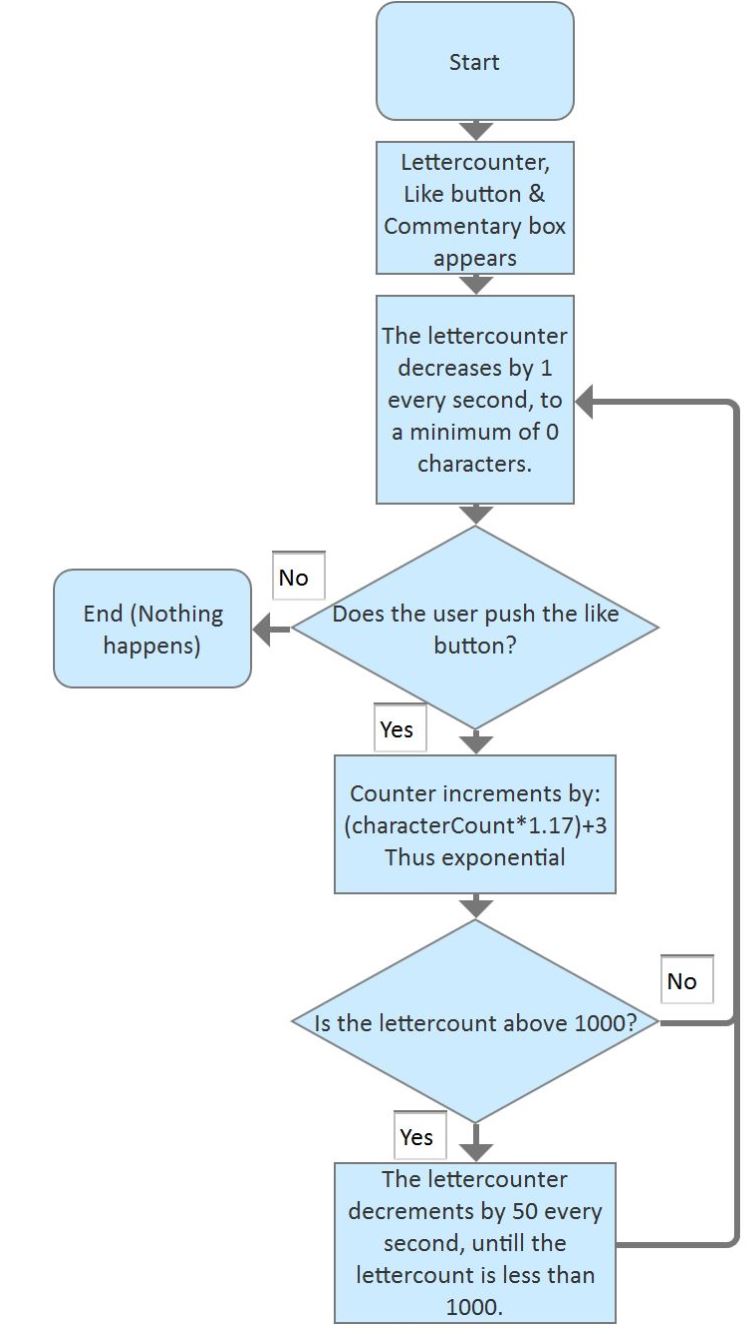 Start
Lettercounter,
Like button &
Commentary box
appears
The lettercounter
decreases by 1
every second, to
a minimum of 0
characters.
No
End (Nothing
happens)
Does the user push the like
button?
Yes
Counter increments by:
(characterCount*1.17)+3
Thus exponential
Is the lettercount above 1000?
No
Yes
The lettercounter
decrements by 50 every
second, untill the
lettercount is less than
1000.